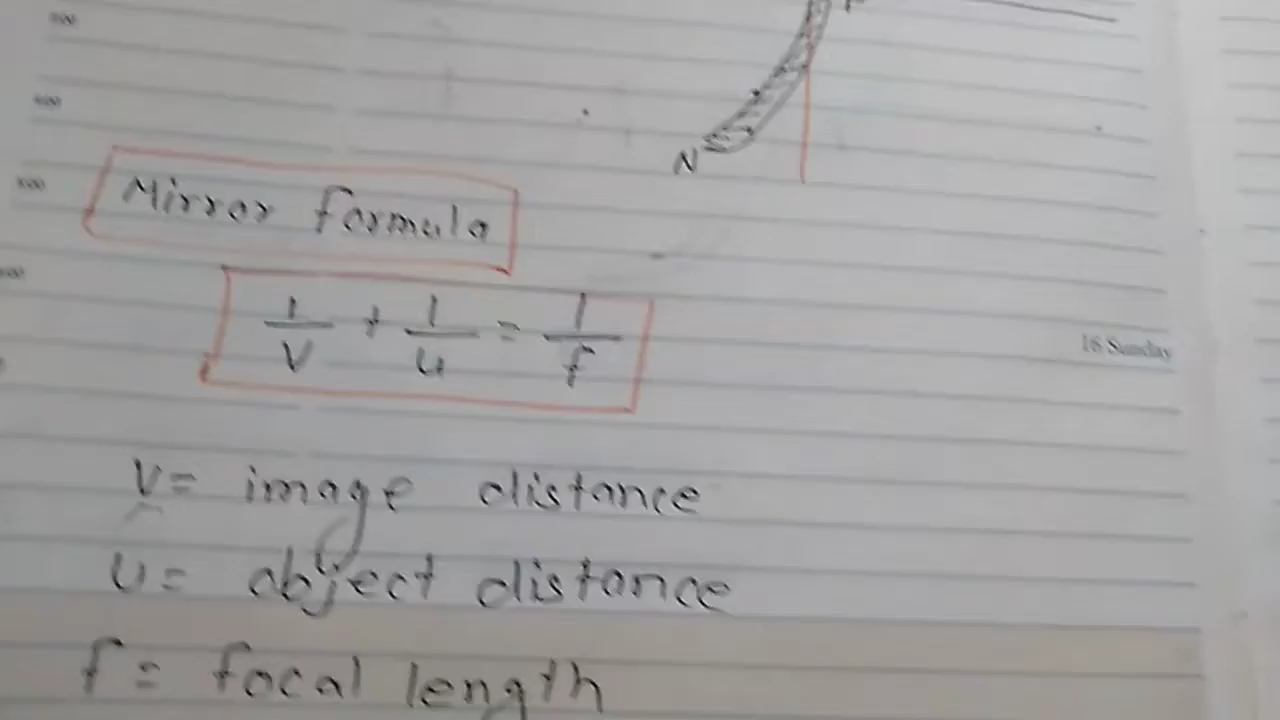 N
Mirror formula
1/v + 1/u = 1/f
16 Sunday
v= image distance
u= object distance
f= focal length